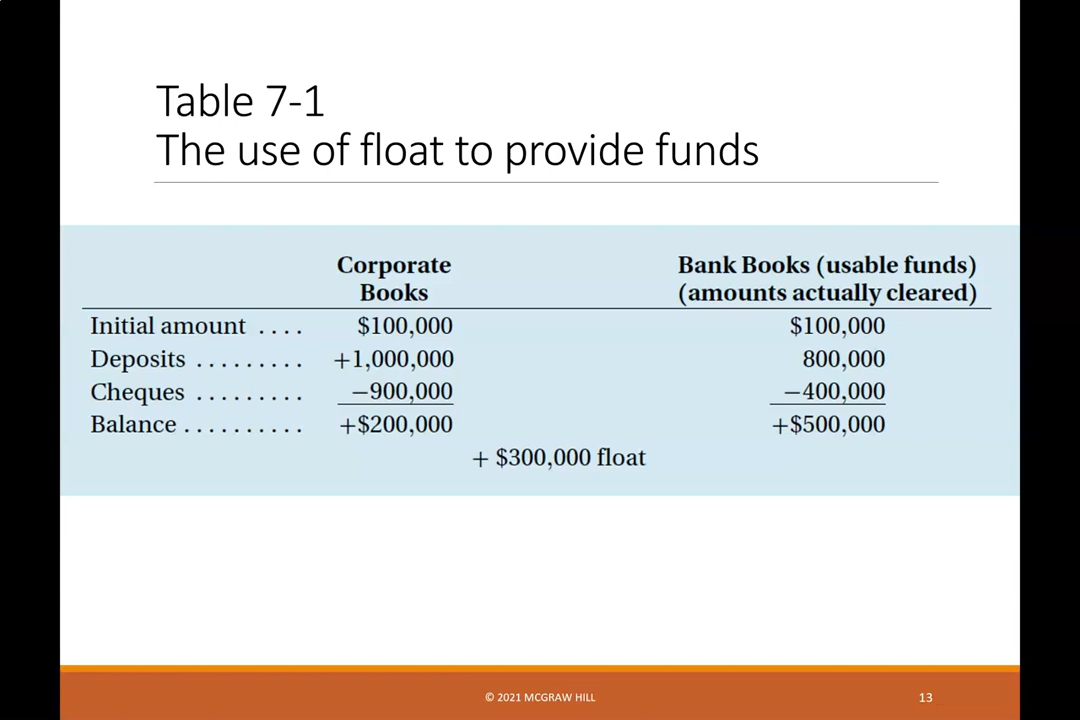 Table 7-1
The use of float to provide funds
Corporate Books
Bank Books (usable funds)
(amounts actually cleared)
Initial amount .... $100,000 $100,000
Deposits ......... +1,000,000 800,000
Cheques ......... −900,000 −400,000
Balance .......... +$200,000 +$500,000
+ $300,000 float
© 2021 MCGRAW HILL
13